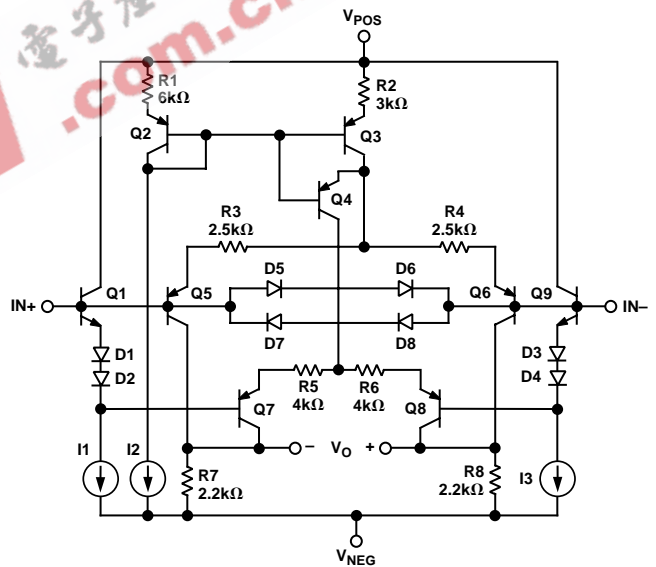 電子
.com.cn
VPOS
R1
6kΩ
R2
3kΩ
Q2
Q3
Q4
R3
2.5kΩ
R4
2.5kΩ
D5
D6
IN+
Q1
Q5
Q6
Q9
IN–
D7
D8
D1
D2
D3
D4
R5
4kΩ
R6
4kΩ
Q7
Q8
– VO +
I1
I2
R7
2.2kΩ
R8
2.2kΩ
I3
VNEG